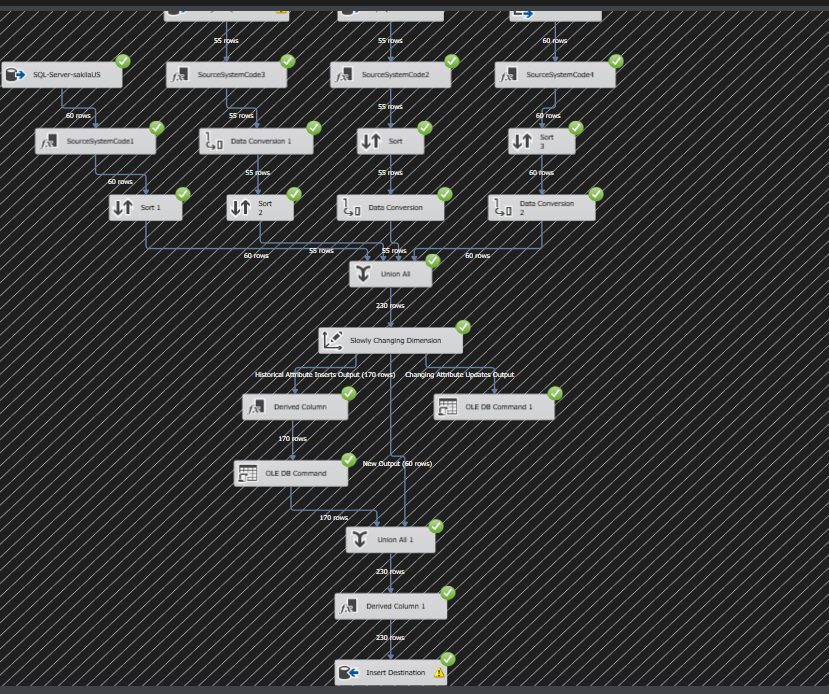 55 rows
55 rows
60 rows
SQL-Server-sakilaUS
SourceSystemCode3
SourceSystemCode2
SourceSystemCode4
60 rows
55 rows
55 rows
60 rows
SourceSystemCode1
Data Conversion 1
Sort
Sort
3
60 rows
55 rows
55 rows
60 rows
Sort 1
Sort
2
Data Conversion
Data Conversion
2
60 rows
55 rows
55 rows
60 rows
Union All
230 rows
Slowly Changing Dimension
Historical Attribute Inserts Output (170 rows)
Changing Attribute Updates Output
Derived Column
OLE DB Command 1
170 rows
New Output (60 rows)
OLE DB Command
170 rows
Union All 1
230 rows
Derived Column 1
230 rows
Insert Destination